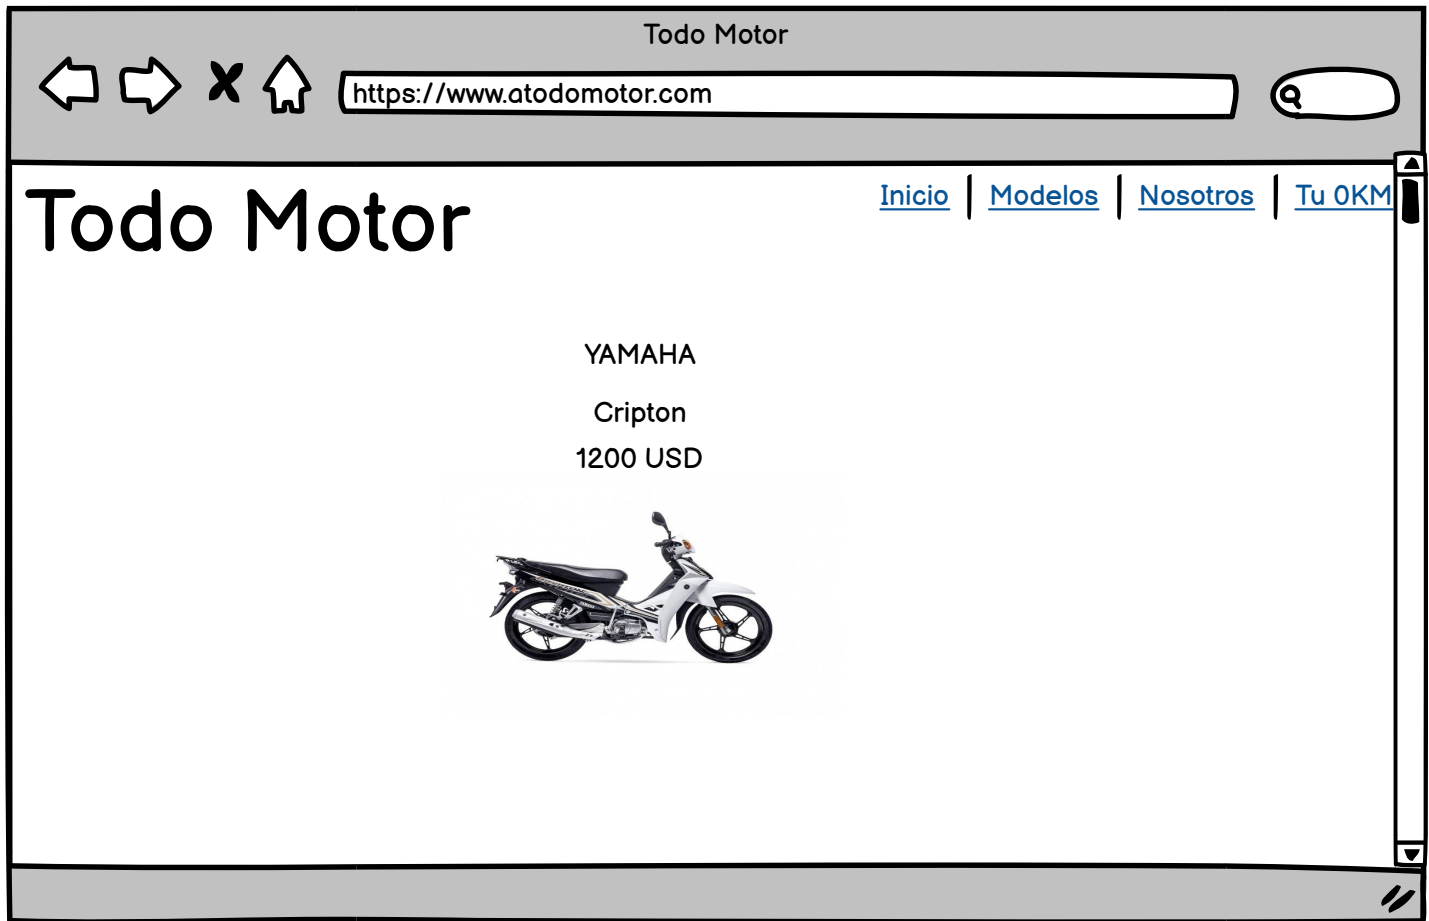 Todo Motor
https://www.atodomotor.com
Todo Motor
Inicio
Modelos
Nosotros
Tu 0KM
YAMAHA
Cripton
1200 USD